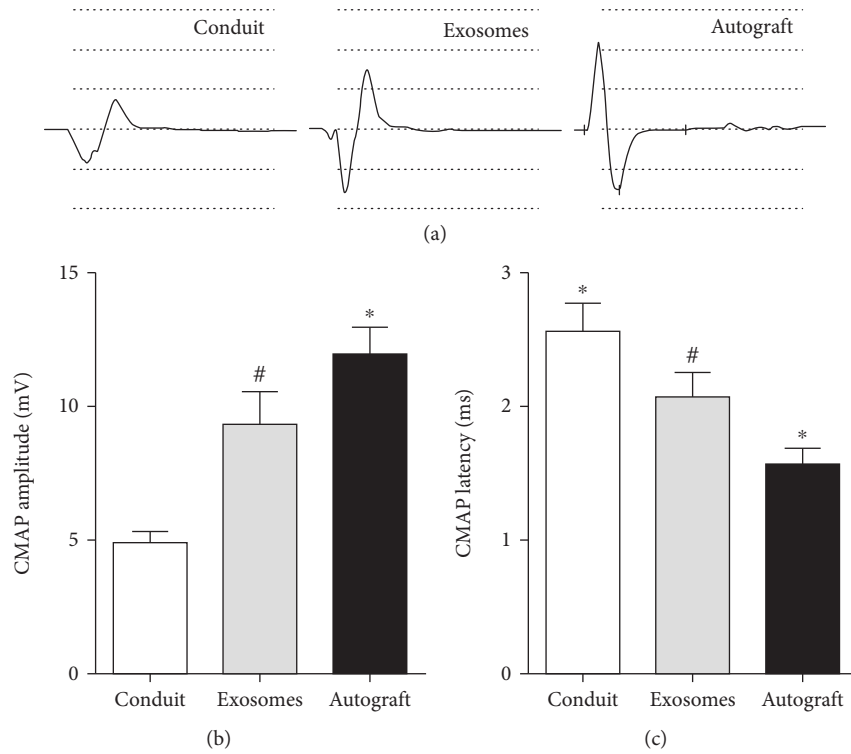 Conduit
Exosomes
Autograft
(a)
15
10
5
0
CMAP amplitude (mV)
#
*
Conduit
Exosomes
Autograft
(b)
3
2
1
0
CMAP latency (ms)
*
#
*
Conduit
Exosomes
Autograft
(c)